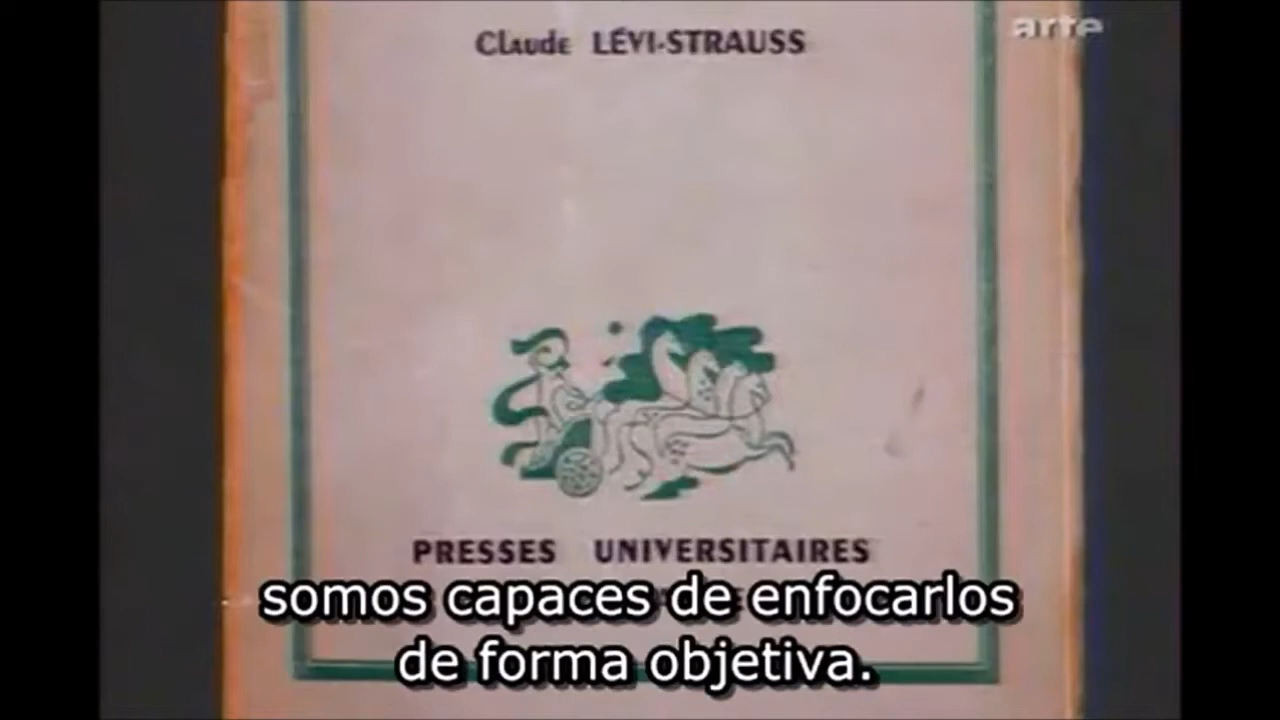 arte
Claude LÉVI-STRAUSS
PRESSES UNIVERSITAIRES
somos capaces de enfocarlos
de forma objetiva.